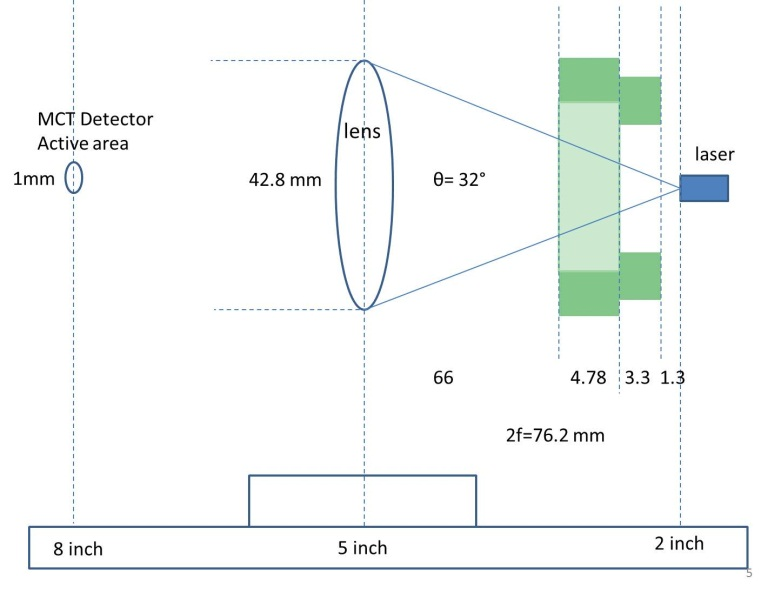 MCT Detector
Active area
1mm
lens
42.8 mm
θ= 32°
laser
66
4.78
3.3
1.3
2f=76.2 mm
8 inch
5 inch
2 inch
5